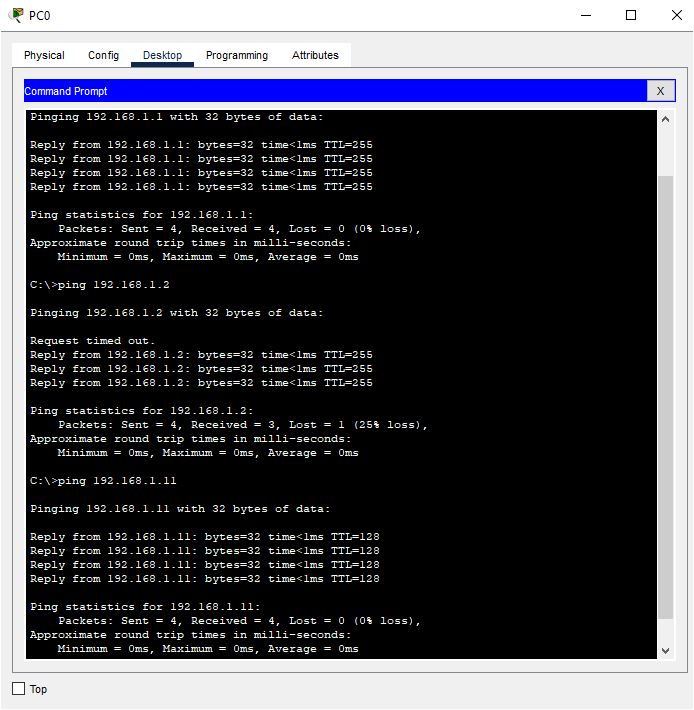 PC0
Physical Config Desktop Programming Attributes
Command Prompt X
Pinging 192.168.1.1 with 32 bytes of data:
Reply from 192.168.1.1: bytes=32 time<1ms TTL=255
Reply from 192.168.1.1: bytes=32 time<1ms TTL=255
Reply from 192.168.1.1: bytes=32 time<1ms TTL=255
Reply from 192.168.1.1: bytes=32 time<1ms TTL=255
Ping statistics for 192.168.1.1:
Packets: Sent = 4, Received = 4, Lost = 0 (0% loss),
Approximate round trip times in milli-seconds:
Minimum = 0ms, Maximum = 0ms, Average = 0ms
C:\>ping 192.168.1.2
Pinging 192.168.1.2 with 32 bytes of data:
Request timed out.
Reply from 192.168.1.2: bytes=32 time<1ms TTL=255
Reply from 192.168.1.2: bytes=32 time<1ms TTL=255
Reply from 192.168.1.2: bytes=32 time<1ms TTL=255
Ping statistics for 192.168.1.2:
Packets: Sent = 4, Received = 3, Lost = 1 (25% loss),
Approximate round trip times in milli-seconds:
Minimum = 0ms, Maximum = 0ms, Average = 0ms
C:\>ping 192.168.1.11
Pinging 192.168.1.11 with 32 bytes of data:
Reply from 192.168.1.11: bytes=32 time<1ms TTL=128
Reply from 192.168.1.11: bytes=32 time<1ms TTL=128
Reply from 192.168.1.11: bytes=32 time<1ms TTL=128
Reply from 192.168.1.11: bytes=32 time<1ms TTL=128
Ping statistics for 192.168.1.11:
Packets: Sent = 4, Received = 4, Lost = 0 (0% loss),
Approximate round trip times in milli-seconds:
Minimum = 0ms, Maximum = 0ms, Average = 0ms
Top